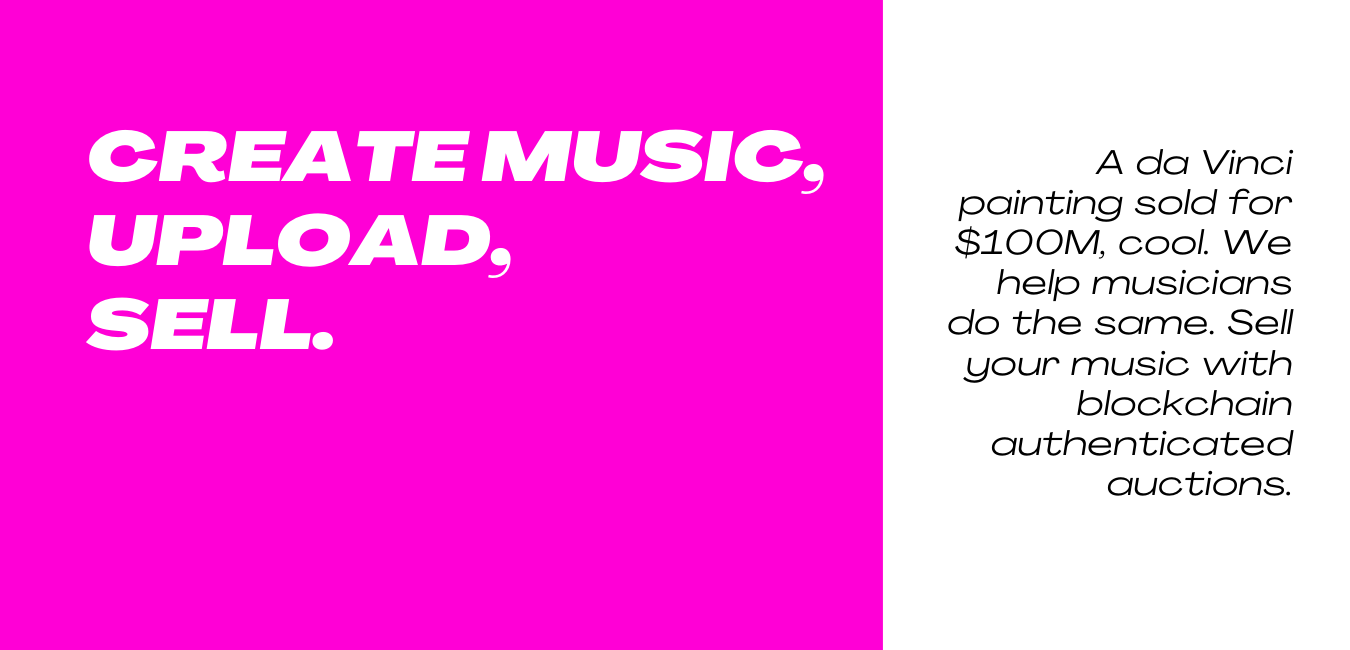 CREATE MUSIC,
UPLOAD,
SELL.
A da Vinci
painting sold for
$100M, cool. We
help musicians
do the same. Sell
your music with
blockchain
authenticated
auctions.